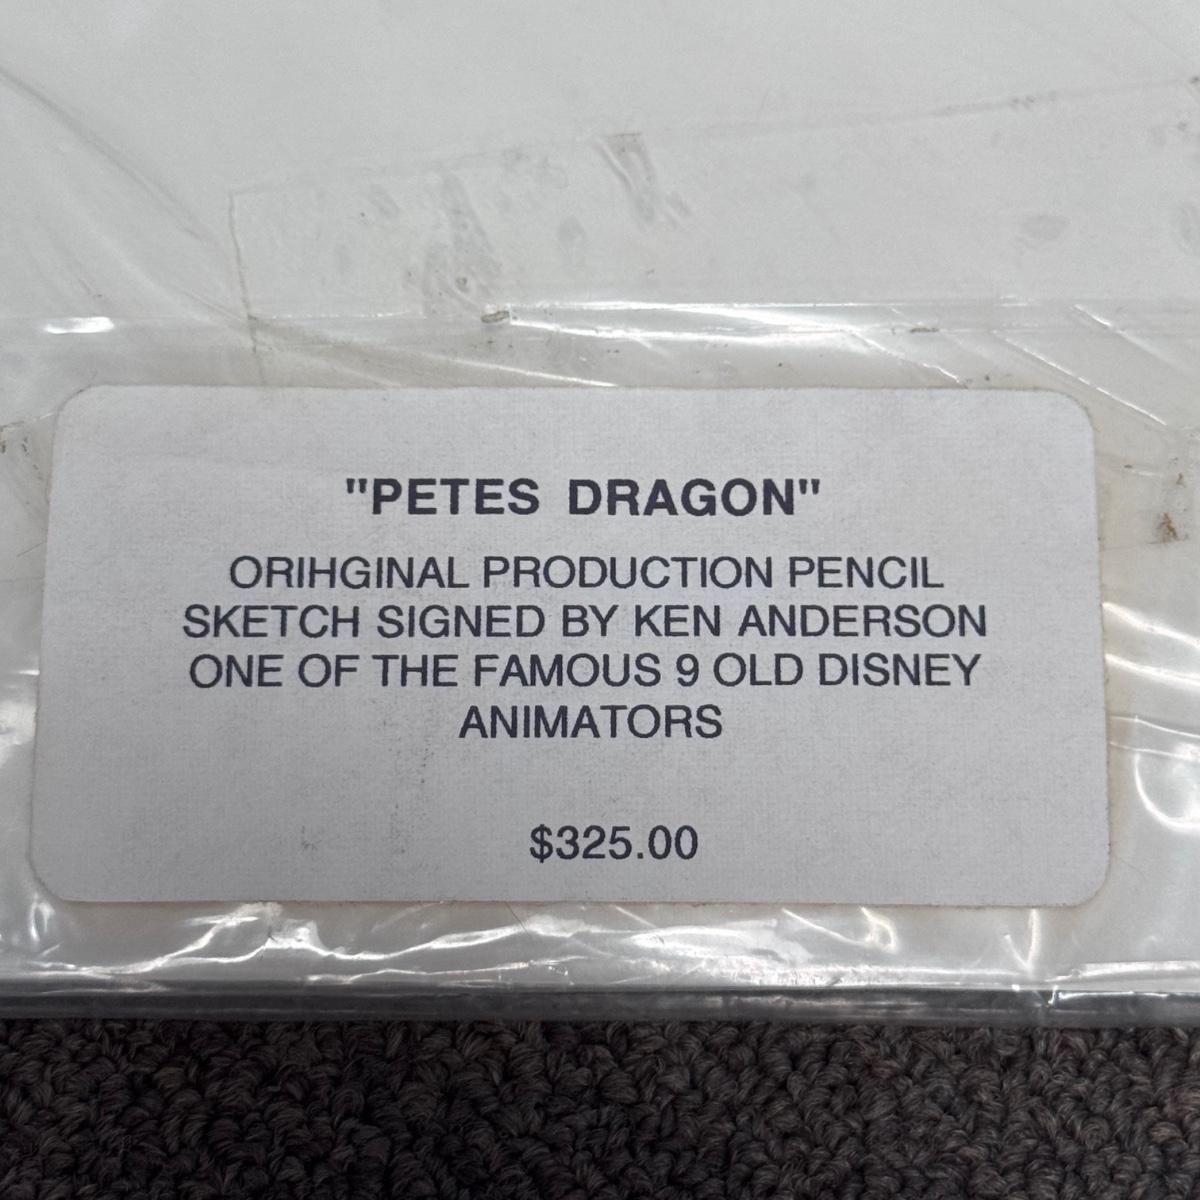 "PETES DRAGON"
ORIHGINAL PRODUCTION PENCIL
SKETCH SIGNED BY KEN ANDERSON
ONE OF THE FAMOUS 9 OLD DISNEY
ANIMATORS
$325.00